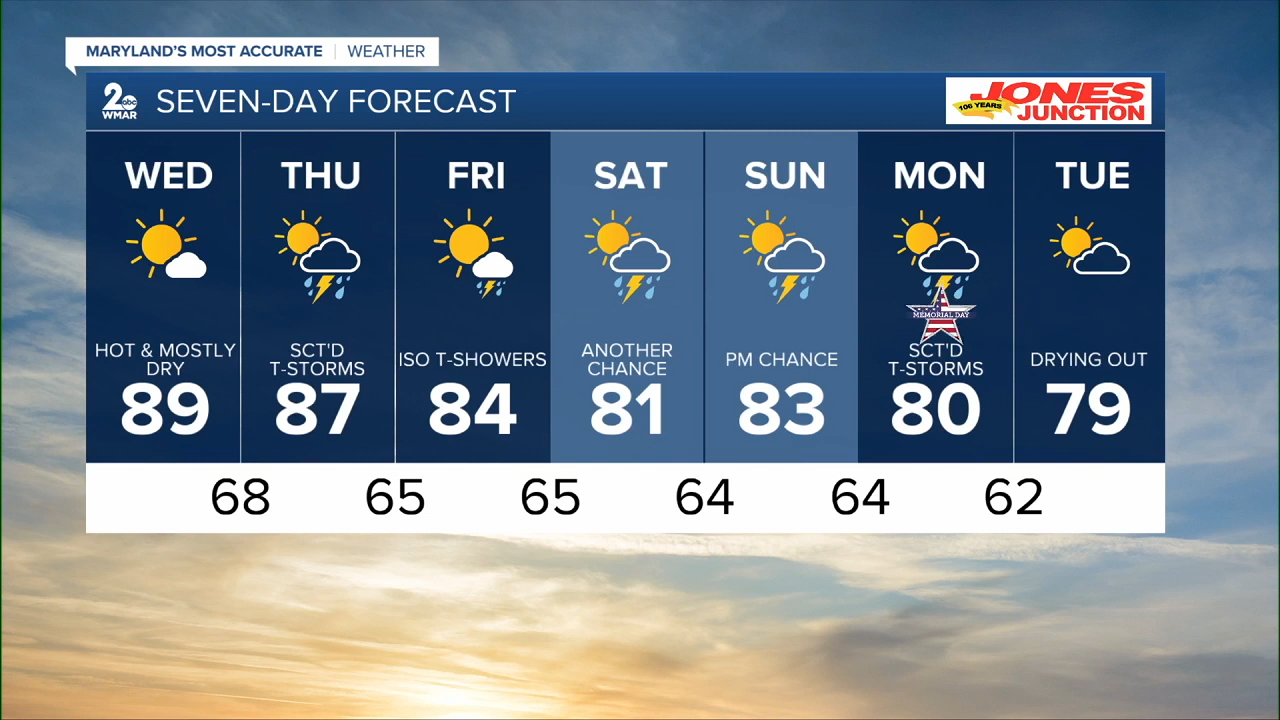 MARYLAND'S MOST ACCURATE | WEATHER
2 abc
WMAR
SEVEN-DAY FORECAST
JONES
106 YEARS
JUNCTION
WED
THU
FRI
SAT
SUN
MON
TUE
MEMORIAL DAY
HOT & MOSTLY
DRY
SCT'D
T-STORMS
ISO T-SHOWERS
ANOTHER
CHANCE
PM CHANCE
SCT'D
T-STORMS
DRYING OUT
89
87
84
81
83
80
79
68
65
65
64
64
62